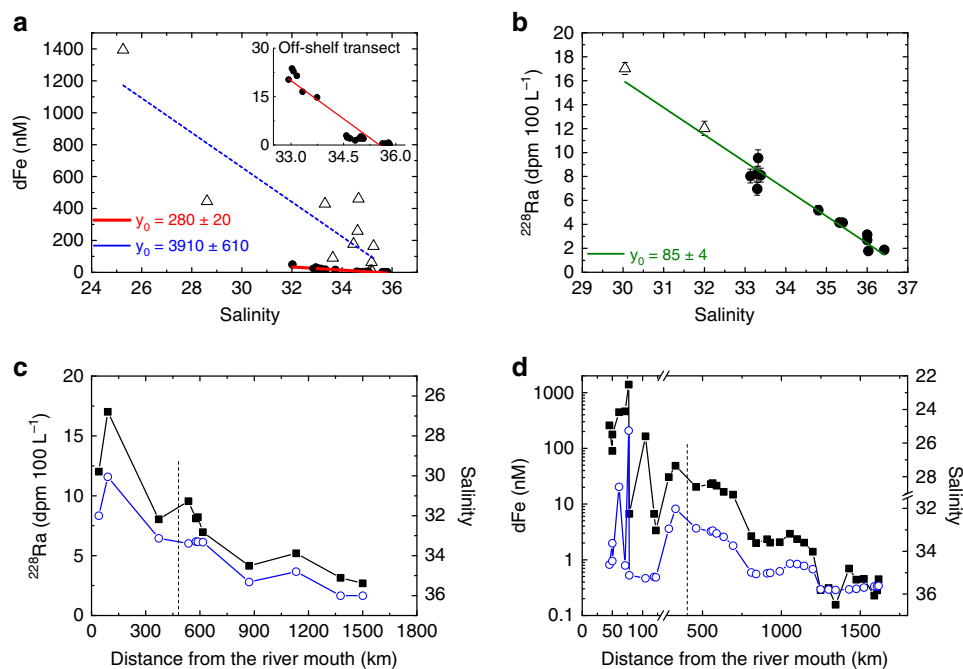 a
1400
1200
1000
800
600
400
200
0
dFe (nM)
24 26 28 30 32 34 36
Salinity
Off-shelf transect
30
15
0
33.0 34.5 36.0
y0 = 280 ± 20
y0 = 3910 ± 610
b
20
18
16
14
12
10
8
6
4
2
0
²²⁸Ra (dpm 100 L⁻¹)
29 30 31 32 33 34 35 36 37
Salinity
y₀ = 85 ± 4
c
20
15
10
5
0
²²⁸Ra (dpm 100 L⁻¹)
26
28
30
32
34
36
Salinity
0 300 600 900 1200 1500 1800
Distance from the river mouth (km)
d
1000
100
10
1
0.1
dFe (nM)
22
24
26
28
32
34
36
Salinity
0 50 100 500 1000 1500
Distance from the river mouth (km)